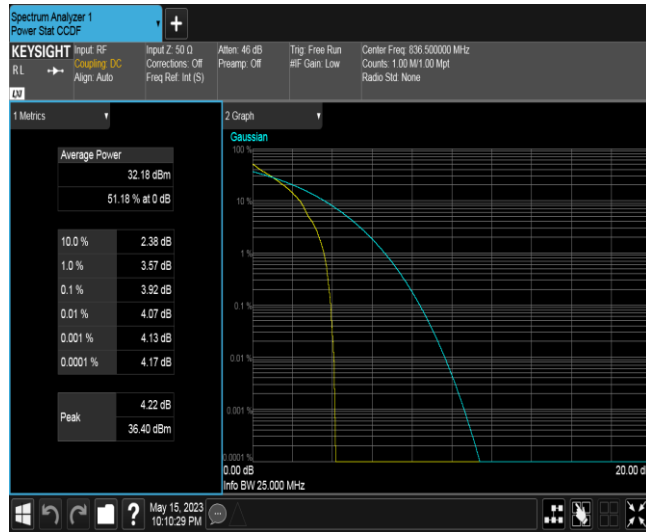 Spectrum Analyzer 1
Power Stat CCDF
+
KEYSIGHT
RL
LXI
Input: RF
Coupling: DC
Align: Auto
Input Z: 50 Ω
Corrections: Off
Freq Ref: Int (S)
Atten: 46 dB
Preamp: Off
Trig: Free Run
#IF Gain: Low
Center Freq: 836.500000 MHz
Counts: 1.00 M/1.00 Mpt
Radio Std: None
1 Metrics
Average Power
32.18 dBm
51.18 % at 0 dB
10.0 % 2.38 dB
1.0 % 3.57 dB
0.1 % 3.92 dB
0.01 % 4.07 dB
0.001 % 4.13 dB
0.0001 % 4.17 dB
Peak
4.22 dB
36.40 dBm
2 Graph
Gaussian
100 %
10 %
1 %
0.1 %
0.01 %
0.001 %
0.0001 %
0.00 dB
20.00 d
Info BW 25.000 MHz
?
May 15, 2023
10:10:29 PM